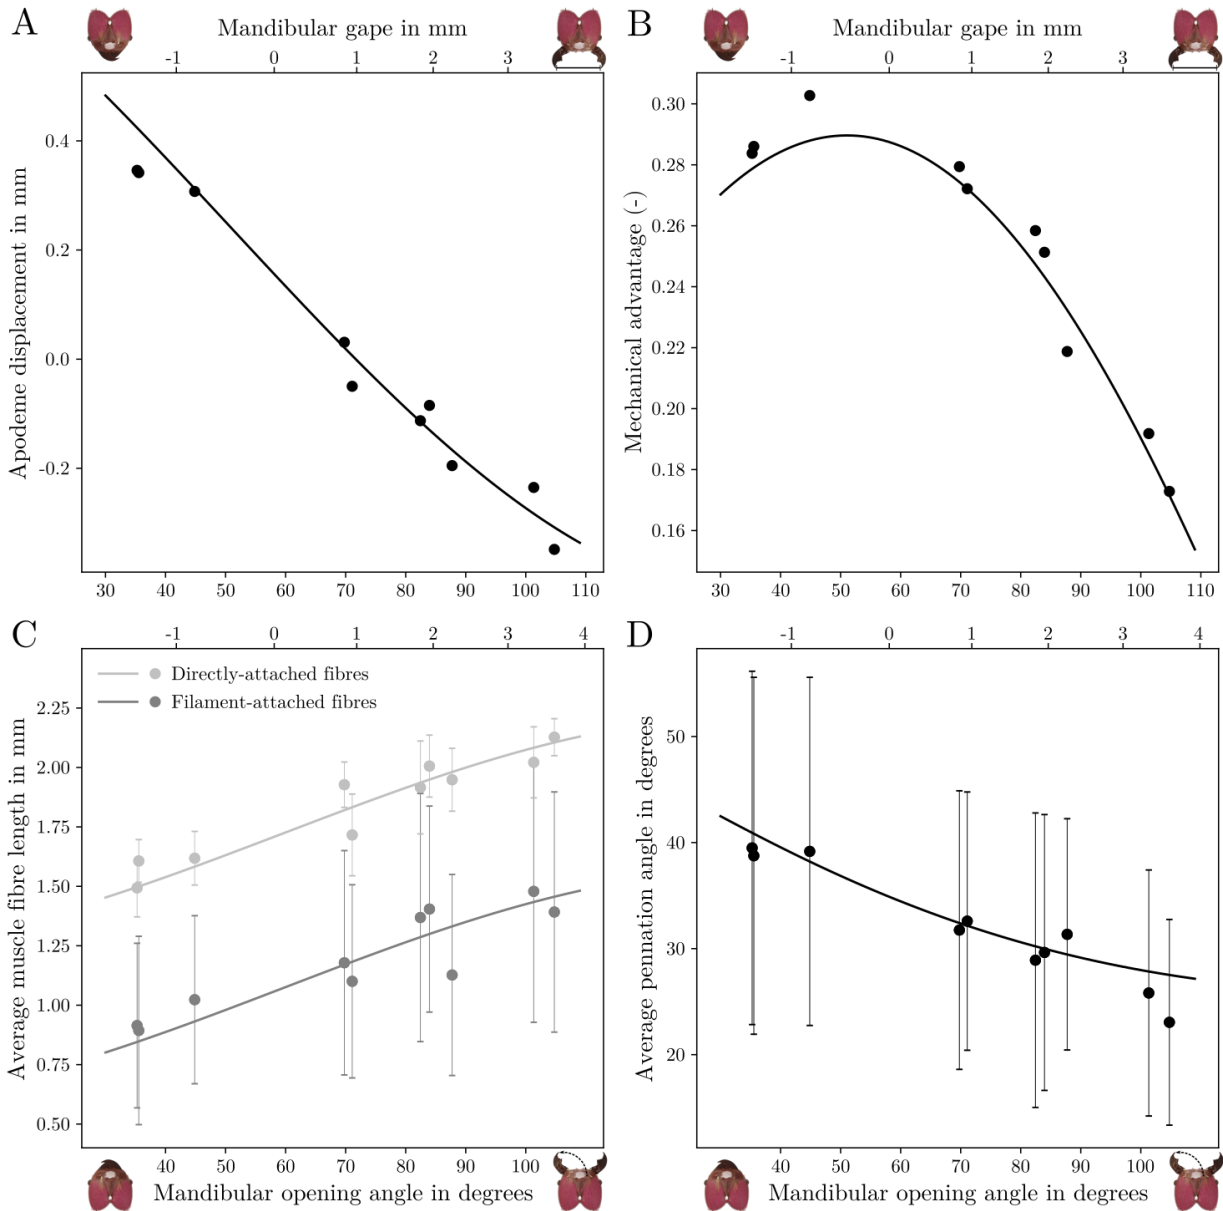 A
Mandibular gape in mm
-1 0 1 2 3
Apodeme displacement in mm
0.4
0.2
0.0
-0.2
30 40 50 60 70 80 90 100 110
B
Mandibular gape in mm
-1 0 1 2 3
Mechanical advantage (-)
0.30
0.28
0.26
0.24
0.22
0.20
0.18
0.16
30 40 50 60 70 80 90 100 110
C
-1 0 1 2 3 4
Directly-attached fibres
Filament-attached fibres
Average muscle fibre length in mm
2.25
2.00
1.75
1.50
1.25
1.00
0.75
0.50
40 50 60 70 80 90 100
Mandibular opening angle in degrees
D
-1 0 1 2 3 4
Average pennation angle in degrees
50
40
30
20
40 50 60 70 80 90 100
Mandibular opening angle in degrees